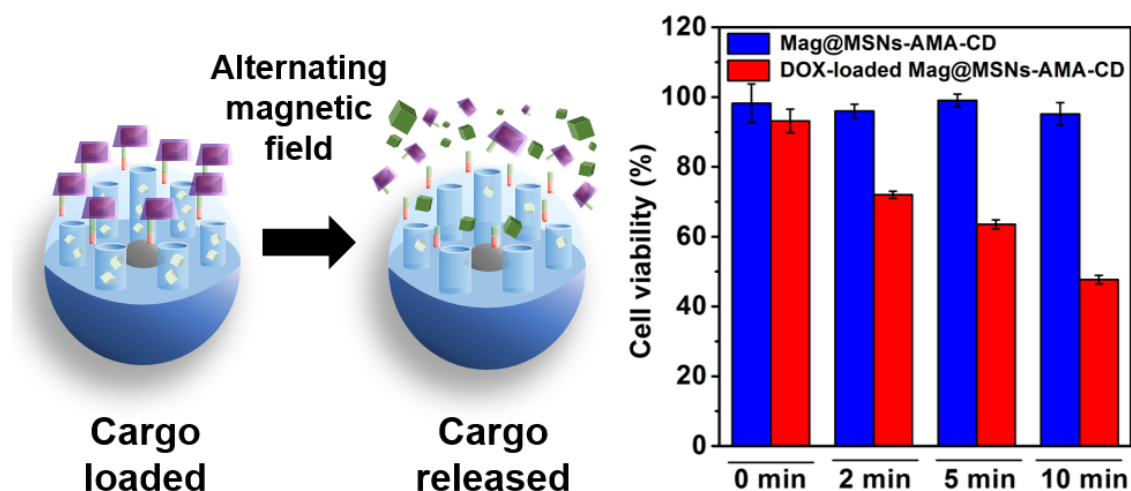 Alternating
magnetic
field
Cargo
loaded
Cargo
released
Cell viability (%)
120
100
80
60
40
20
0
Mag@MSNs-AMA-CD
DOX-loaded Mag@MSNs-AMA-CD
0 min 2 min 5 min 10 min